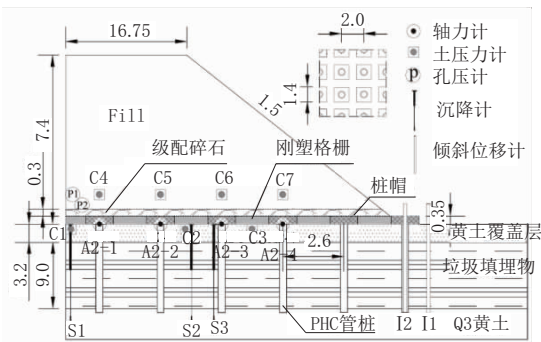 16.75
2.0
轴力计
土压力计
p 孔压计
沉降计
倾斜位移计
1.4
1.5
Fill
7.4
级配碎石
刚塑格栅
C4
C5
C6
C7
桩帽
0.3
P1
P2
0.35
C1
A2-1
A2-2
C2
A2-3
C3
A2-4
2.6
黄土覆盖层
垃圾填埋物
3.2
9.0
S1
S2
S3
PHC管桩
I2
I1
Q3黄土